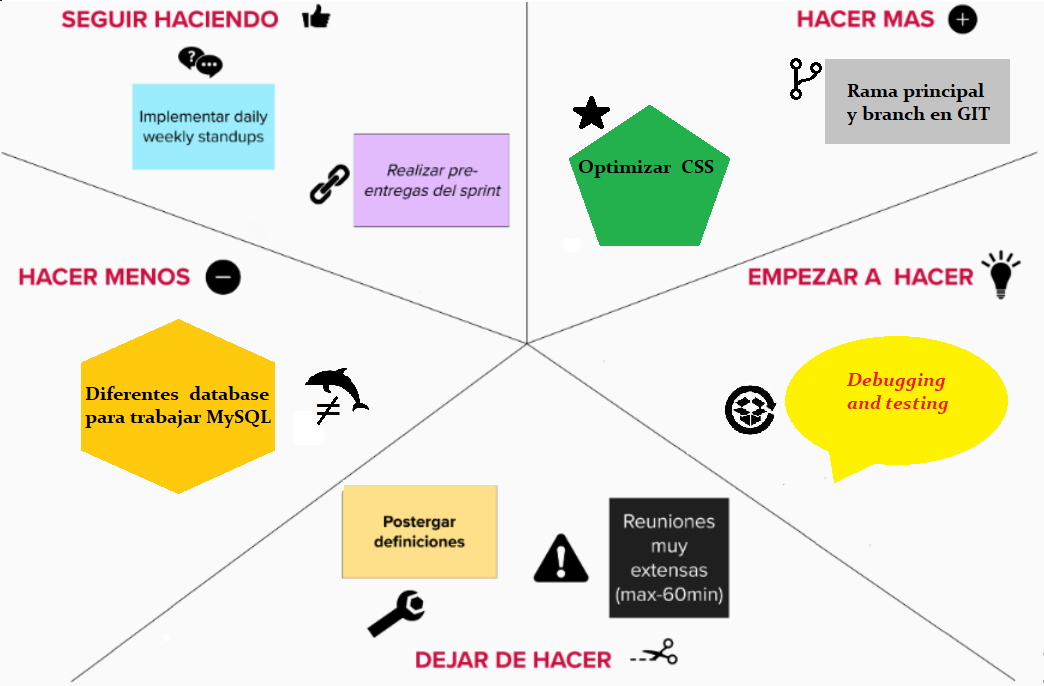 SEGUIR HACIENDO
Implementar daily
weekly standups
Realizar pre-
entregas del sprint
HACER MAS
Rama principal
y branch en GIT
Optimizar CSS
HACER MENOS
Diferentes database
para trabajar MySQL
EMPEZAR A HACER
Debugging
and testing
Postergar
definiciones
Reuniones
muy
extensas
(max-60min)
DEJAR DE HACER